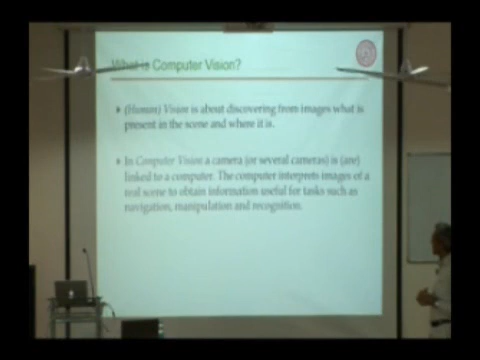 What is Computer Vision?
(Human) Vision is about discovering from images what is
present in the scene and where it is.
In Computer Vision a camera (or several cameras) is (are)
linked to a computer. The computer interprets images of a
real scene to obtain information useful for tasks such as
navigation, manipulation and recognition.